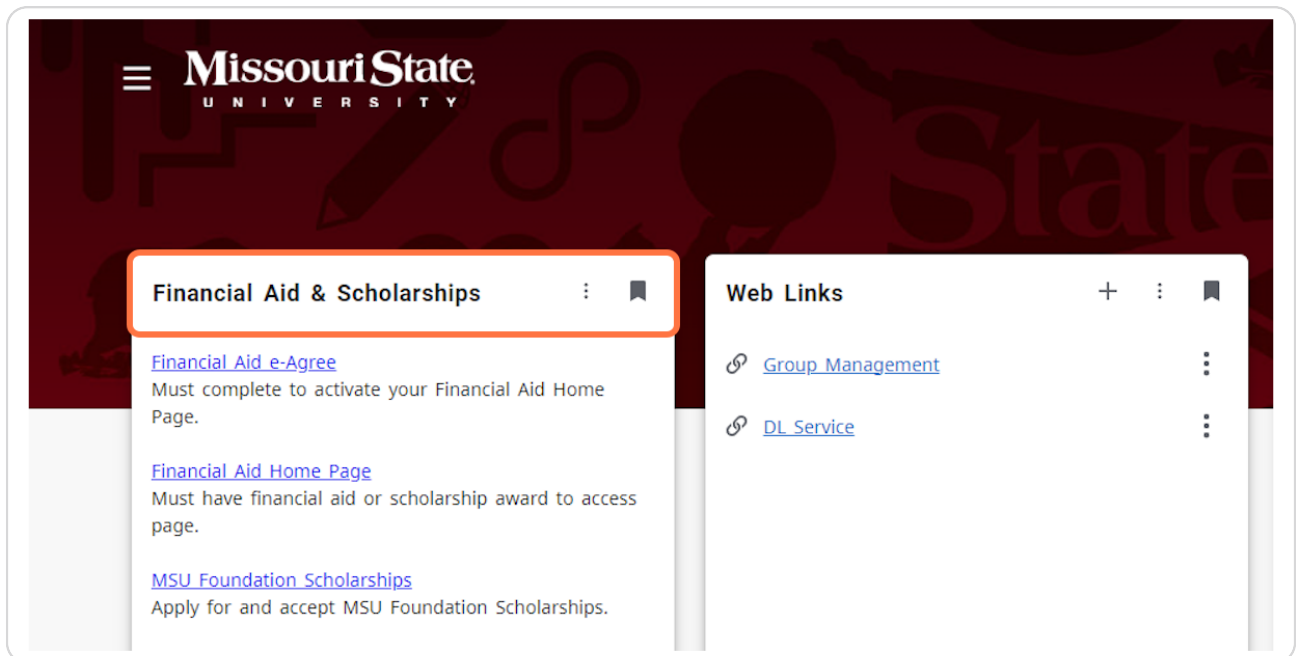 Missouri State
UNIVERSITY
State
Financial Aid & Scholarships
Financial Aid e-Agree
Must complete to activate your Financial Aid Home
Page.
Financial Aid Home Page
Must have financial aid or scholarship award to access
page.
MSU Foundation Scholarships
Apply for and accept MSU Foundation Scholarships.
Web Links
Group Management
DL Service